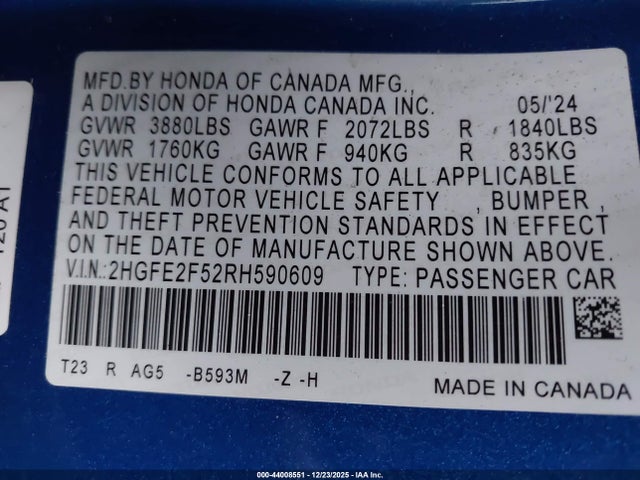 MFD.BY HONDA OF CANADA MFG.,
A DIVISION OF HONDA CANADA INC. 05/'24
GVWR 3880LBS GAWR F 2072LBS R 1840LBS
GVWR 1760KG GAWR F 940KG R 835KG
THIS VEHICLE CONFORMS TO ALL APPLICABLE
FEDERAL MOTOR VEHICLE SAFETY , BUMPER ,
AND THEFT PREVENTION STANDARDS IN EFFECT
ON THE DATE OF MANUFACTURE SHOWN ABOVE.
V.I.N.:2HGFE2F52RH590609 TYPE: PASSENGER CAR
T23 R AG5 -B593M -Z -H
MADE IN CANADA
000-44008551 - 12/23/2025 - IAA Inc.